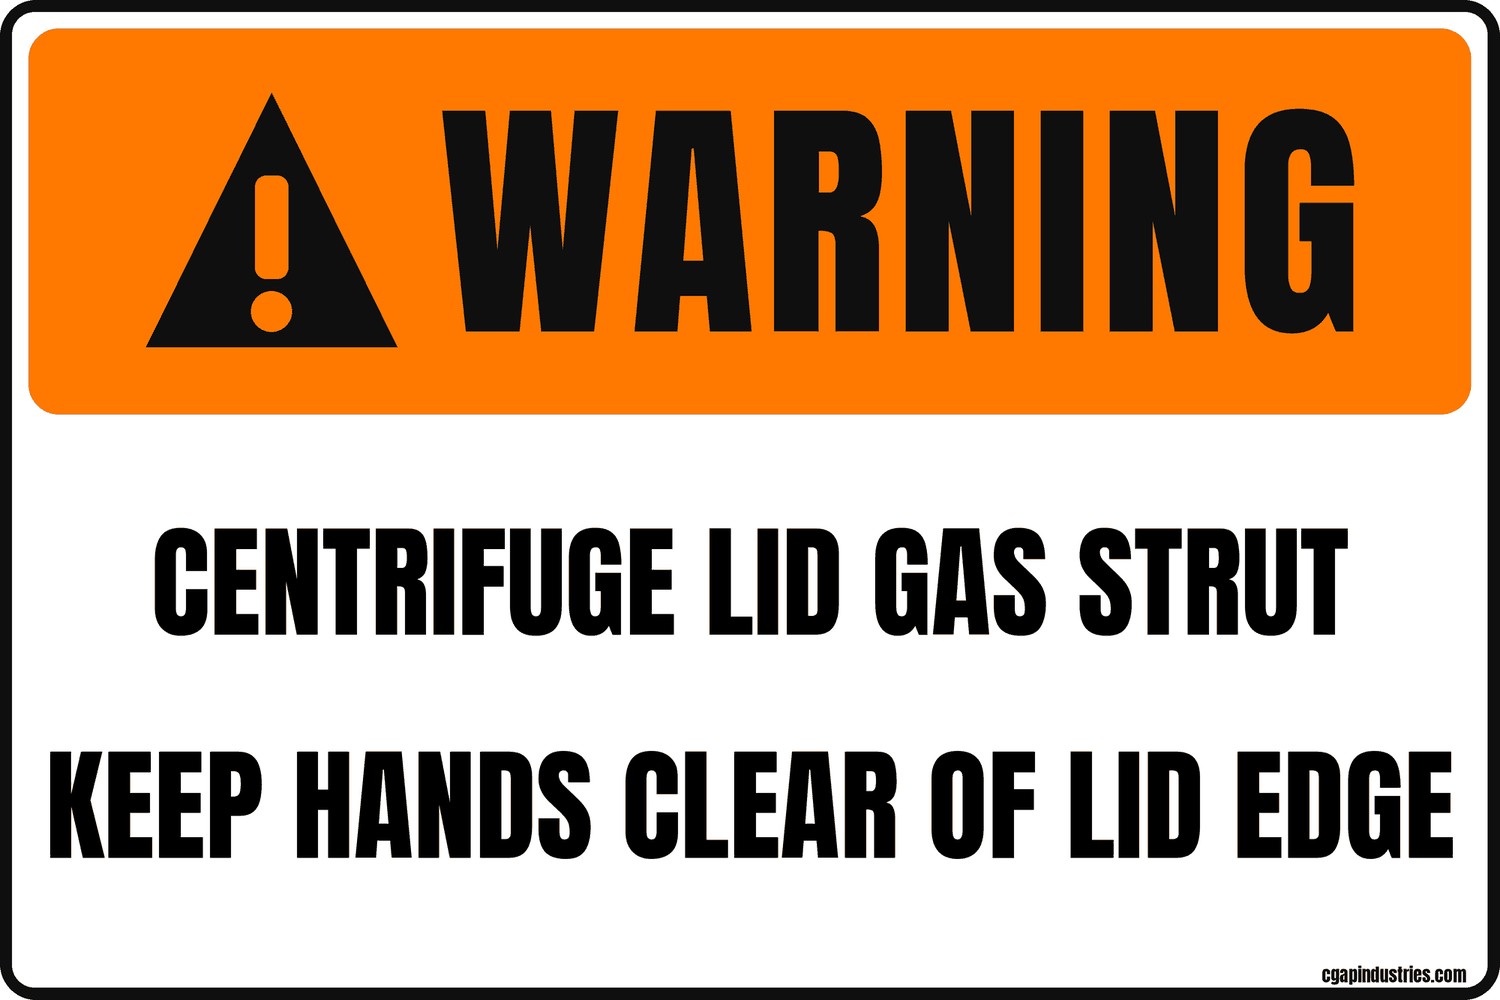 WARNING
CENTRIFUGE LID GAS STRUT
KEEP HANDS CLEAR OF LID EDGE
cgapindustries.com